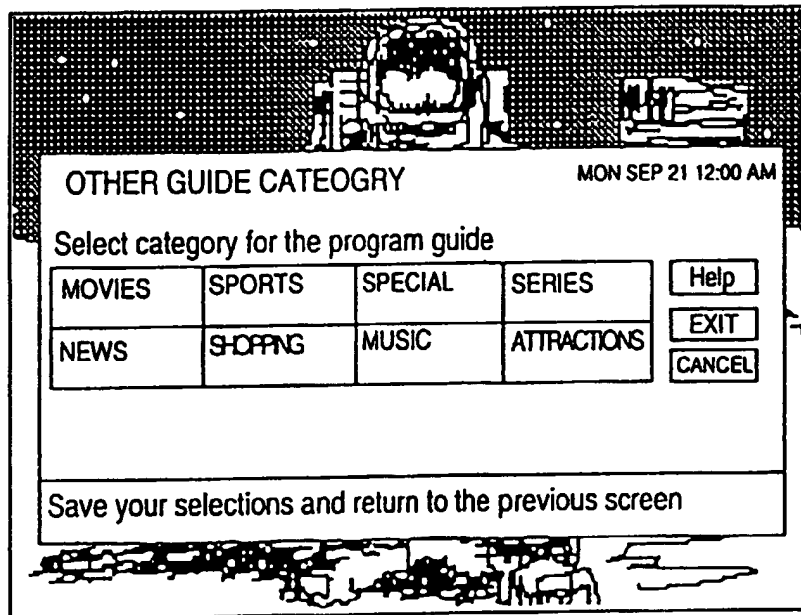 OTHER GUIDE CATEOGRY MON SEP 21 12:00 AM
Select category for the program guide
MOVIES SPORTS SPECIAL SERIES Help
NEWS SHOPPING MUSIC ATTRACTIONS EXIT
CANCEL
Save your selections and return to the previous screen